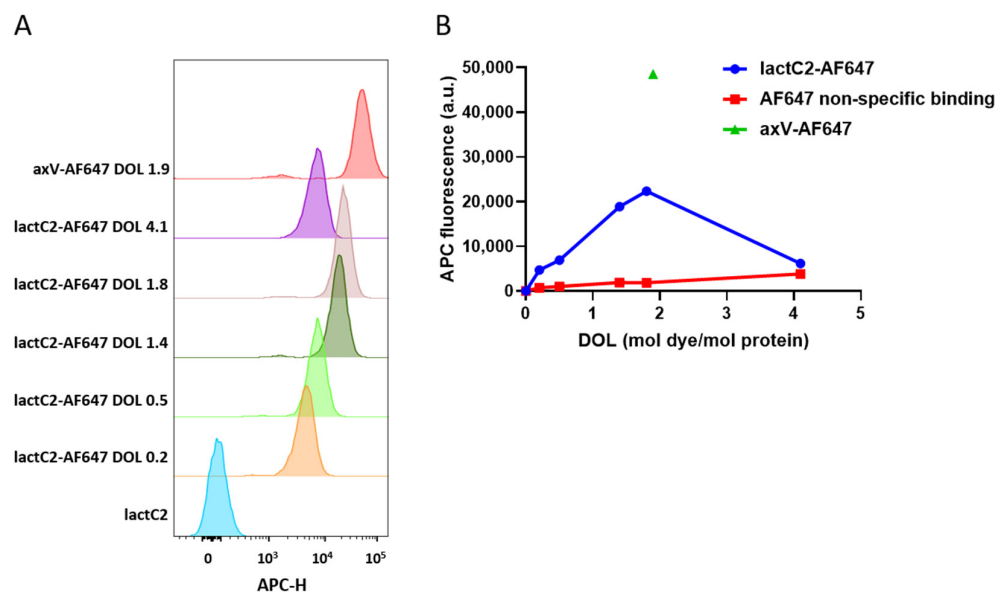 A
axV-AF647 DOL 1.9
lactC2-AF647 DOL 4.1
lactC2-AF647 DOL 1.8
lactC2-AF647 DOL 1.4
lactC2-AF647 DOL 0.5
lactC2-AF647 DOL 0.2
lactC2
0 10³ 10⁴ 10⁵
APC-H
B
lactC2-AF647
AF647 non-specific binding
axV-AF647
APC fluorescence (a.u.)
50,000
40,000
30,000
20,000
10,000
0
0 1 2 3 4 5
DOL (mol dye/mol protein)